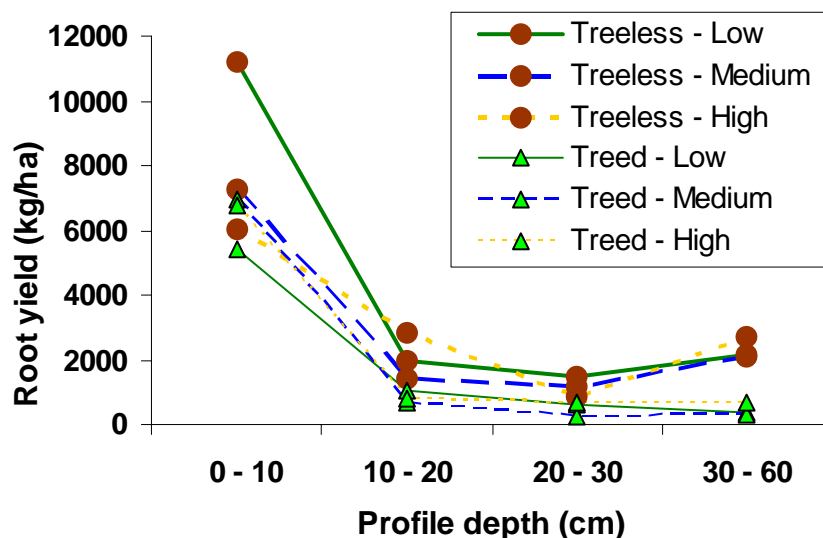 12000
10000
8000
6000
4000
2000
0
Root yield (kg/ha)
0 - 10
10 - 20
20 - 30
30 - 60
Profile depth (cm)
Treeless - Low
Treeless - Medium
Treeless - High
Treed - Low
Treed - Medium
Treed - High